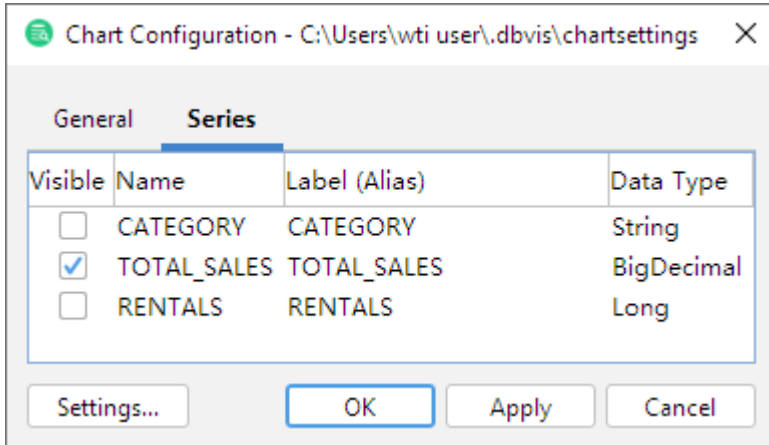 Chart Configuration - C:\Users\wti user\.dbvis\chartsettings
General Series
Visible Name Label (Alias) Data Type
CATEGORY CATEGORY String
TOTAL_SALES TOTAL_SALES BigDecimal
RENTALS RENTALS Long
Settings... OK Apply Cancel